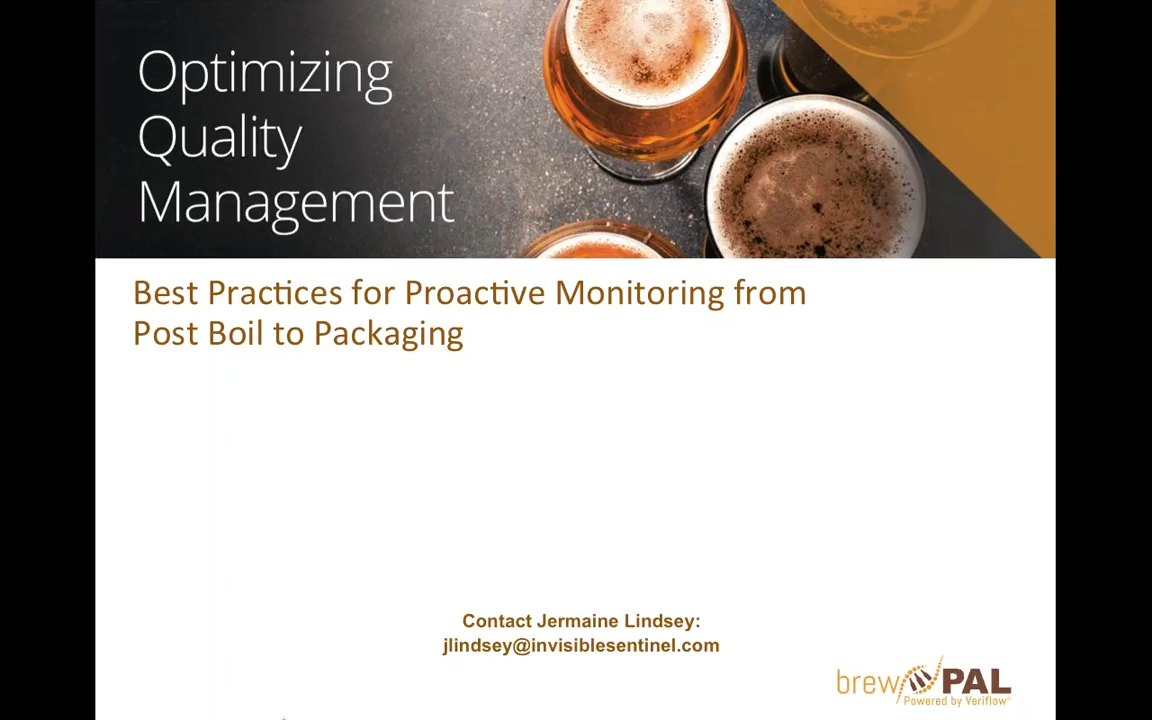 Optimizing
Quality
Management
Best Practices for Proactive Monitoring from
Post Boil to Packaging
Contact Jermaine Lindsey:
jlindsey@invisiblesentinel.com
brewPAL
Powered by Veriflow®